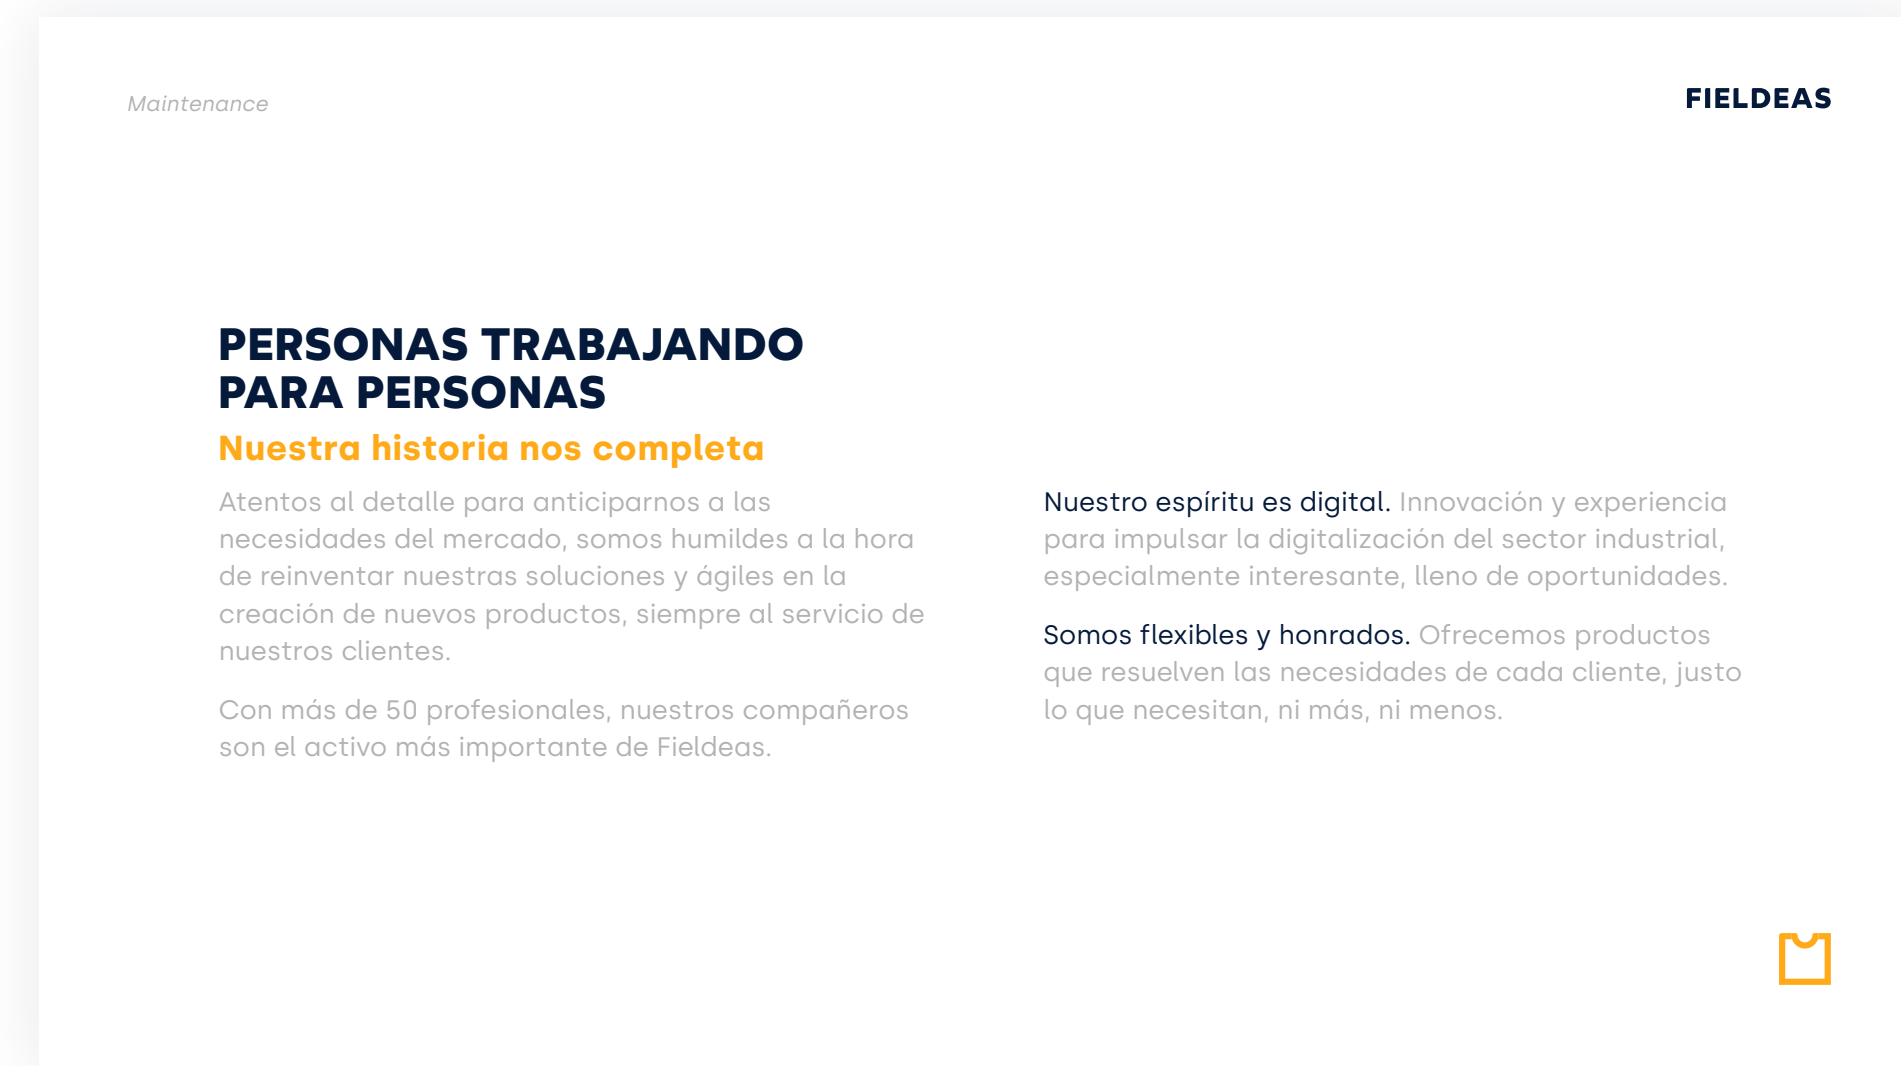 Maintenance
FIELDEAS
PERSONAS TRABAJANDO
PARA PERSONAS
Nuestra historia nos completa
Atentos al detalle para anticiparnos a las
necesidades del mercado, somos humildes a la hora
de reinventar nuestras soluciones y ágiles en la
creación de nuevos productos, siempre al servicio de
nuestros clientes.
Con más de 50 profesionales, nuestros compañeros
son el activo más importante de Fieldeas.
Nuestro espíritu es digital. Innovación y experiencia
para impulsar la digitalización del sector industrial,
especialmente interesante, lleno de oportunidades.
Somos flexibles y honrados. Ofrecemos productos
que resuelven las necesidades de cada cliente, justo
lo que necesitan, ni más, ni menos.